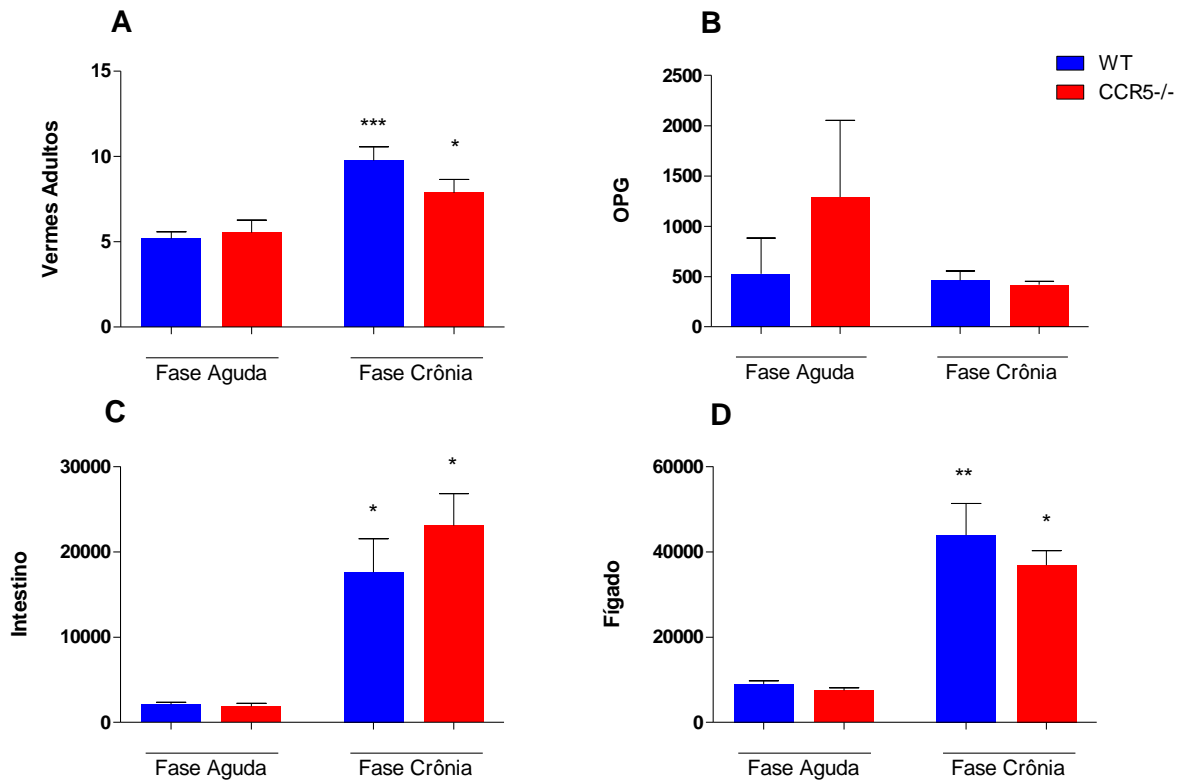 A
Vermes Adultos
15
10
5
0
***
*
Fase Aguda
Fase Crônia
B
WT
CCR5-/-
OPG
2500
2000
1500
1000
500
0
Fase Aguda
Fase Crônia
C
Intestino
30000
20000
10000
0
*
*
Fase Aguda
Fase Crônia
D
Fígado
60000
40000
20000
0
**
*
Fase Aguda
Fase Crônia